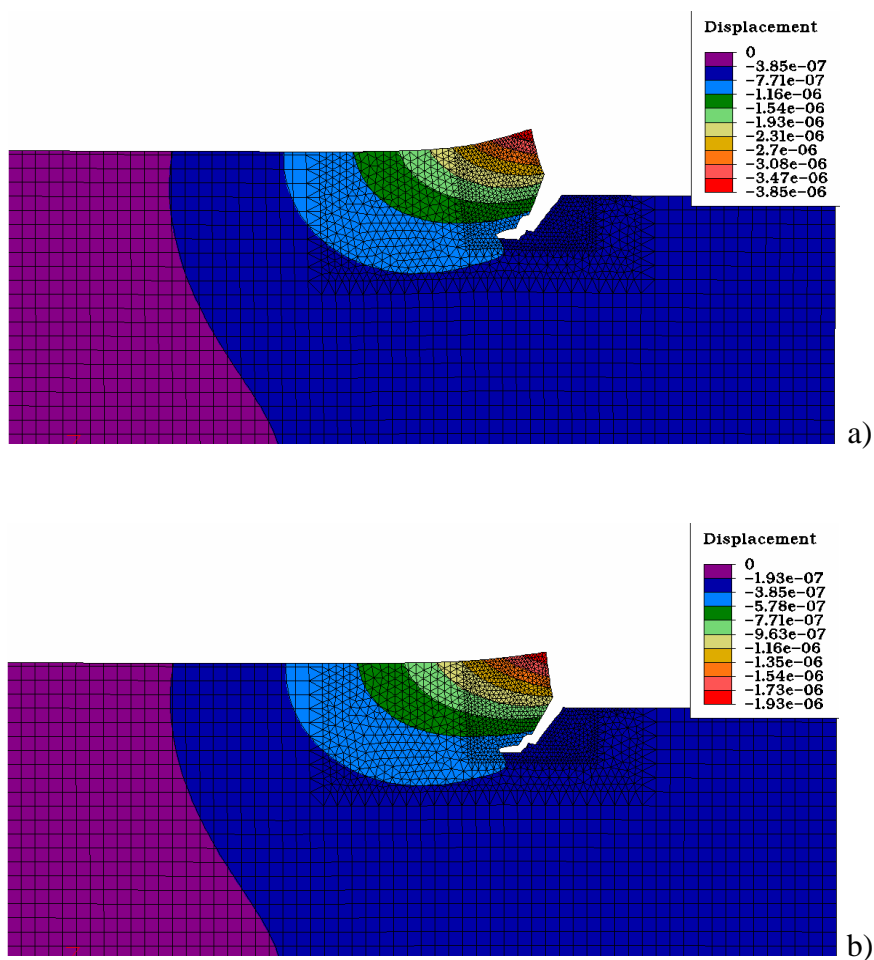 Displacement
0
-3.85e-07
-7.71e-07
-1.16e-06
-1.54e-06
-1.93e-06
-2.31e-06
-2.7e-06
-3.08e-06
-3.47e-06
-3.85e-06
a)
Displacement
0
-1.93e-07
-3.85e-07
-5.78e-07
-7.71e-07
-9.63e-07
-1.16e-06
-1.35e-06
-1.54e-06
-1.73e-06
-1.93e-06
b)